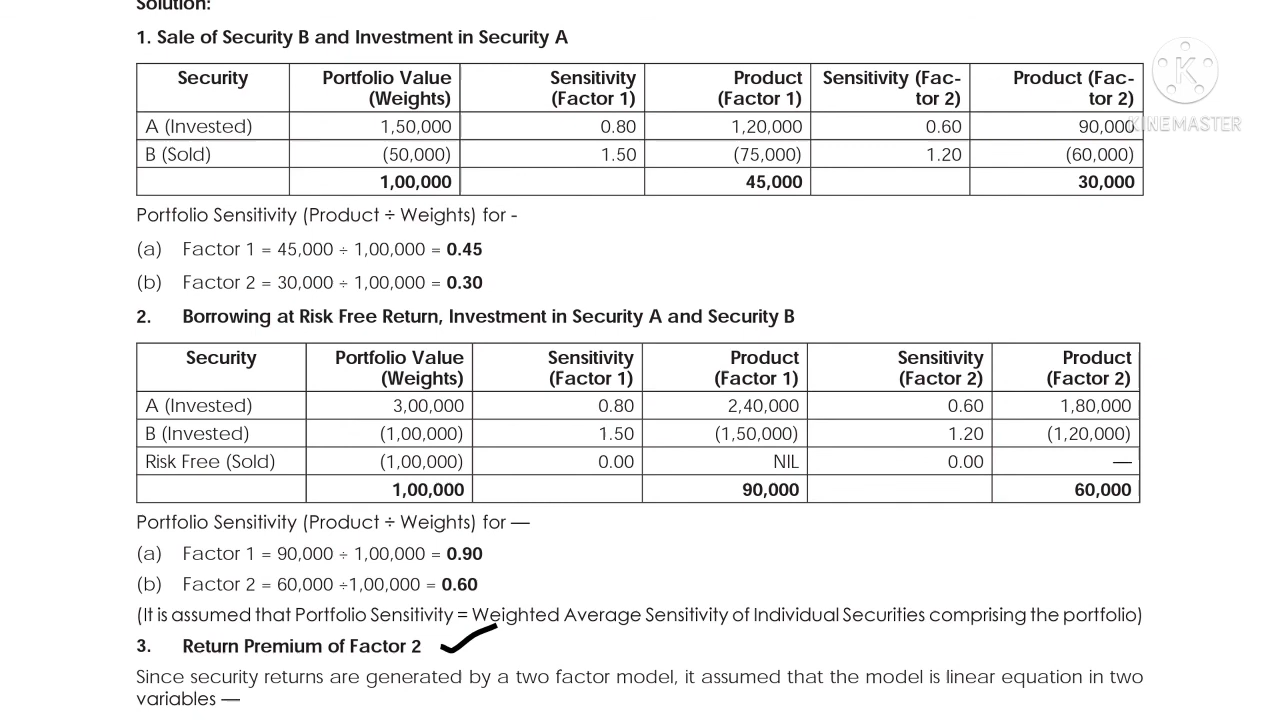 Solution:
1. Sale of Security B and Investment in Security A
Security Portfolio Value (Weights) Sensitivity (Factor 1) Product (Factor 1) Sensitivity (Fac-tor 2) Product (Fac-tor 2)
A (Invested) 1,50,000 0.80 1,20,000 0.60 90,000
B (Sold) (50,000) 1.50 (75,000) 1.20 (60,000)
1,00,000 45,000 30,000
Portfolio Sensitivity (Product ÷ Weights) for -
(a) Factor 1 = 45,000 ÷ 1,00,000 = 0.45
(b) Factor 2 = 30,000 ÷ 1,00,000 = 0.30
2. Borrowing at Risk Free Return, Investment in Security A and Security B
Security Portfolio Value (Weights) Sensitivity (Factor 1) Product (Factor 1) Sensitivity (Factor 2) Product (Factor 2)
A (Invested) 3,00,000 0.80 2,40,000 0.60 1,80,000
B (Invested) (1,00,000) 1.50 (1,50,000) 1.20 (1,20,000)
Risk Free (Sold) (1,00,000) 0.00 NIL 0.00 —
1,00,000 90,000 60,000
Portfolio Sensitivity (Product ÷ Weights) for —
(a) Factor 1 = 90,000 ÷ 1,00,000 = 0.90
(b) Factor 2 = 60,000 ÷1,00,000 = 0.60
(It is assumed that Portfolio Sensitivity = Weighted Average Sensitivity of Individual Securities comprising the portfolio)
3. Return Premium of Factor 2
Since security returns are generated by a two factor model, it assumed that the model is linear equation in two
variables —
K
KINEMASTER